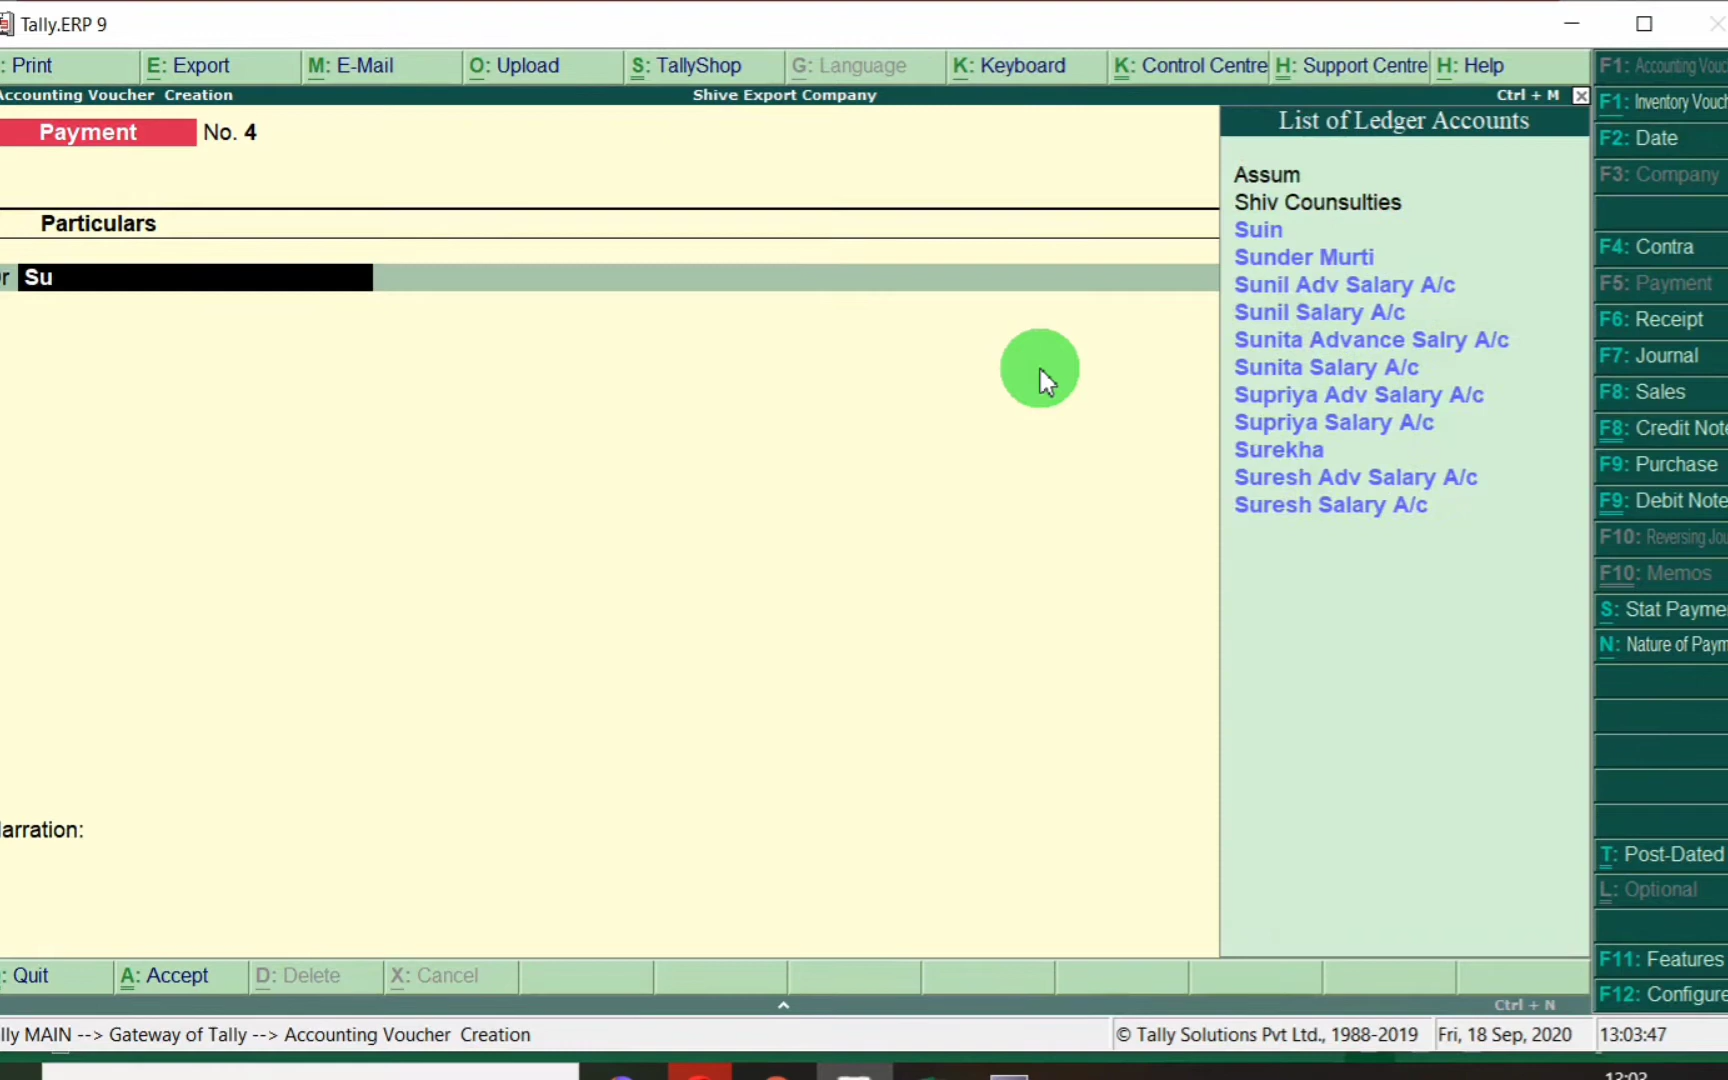 Tally.ERP 9
: Print E: Export M: E-Mail O: Upload S: TallyShop G: Language K: Keyboard K: Control Centre H: Support Centre H: Help
Accounting Voucher Creation Shive Export Company Ctrl + M
Payment No. 4
Particulars
Su
List of Ledger Accounts
Assum
Shiv Counsulties
Suin
Sunder Murti
Sunil Adv Salary A/c
Sunil Salary A/c
Sunita Advance Salry A/c
Sunita Salary A/c
Supriya Adv Salary A/c
Supriya Salary A/c
Surekha
Suresh Adv Salary A/c
Suresh Salary A/c
arration:
F1: Accounting Vouc
F1: Inventory Vouch
F2: Date
F3: Company
F4: Contra
F5: Payment
F6: Receipt
F7: Journal
F8: Sales
F8: Credit Note
F9: Purchase
F9: Debit Note
F10: Reversing Jou
F10: Memos
S: Stat Payme
N: Nature of Paym
T: Post-Dated
L: Optional
F11: Features
F12: Configure
: Quit A: Accept D: Delete X: Cancel
Ctrl + N
lly MAIN --> Gateway of Tally --> Accounting Voucher Creation © Tally Solutions Pvt Ltd., 1988-2019 Fri, 18 Sep, 2020 13:03:47